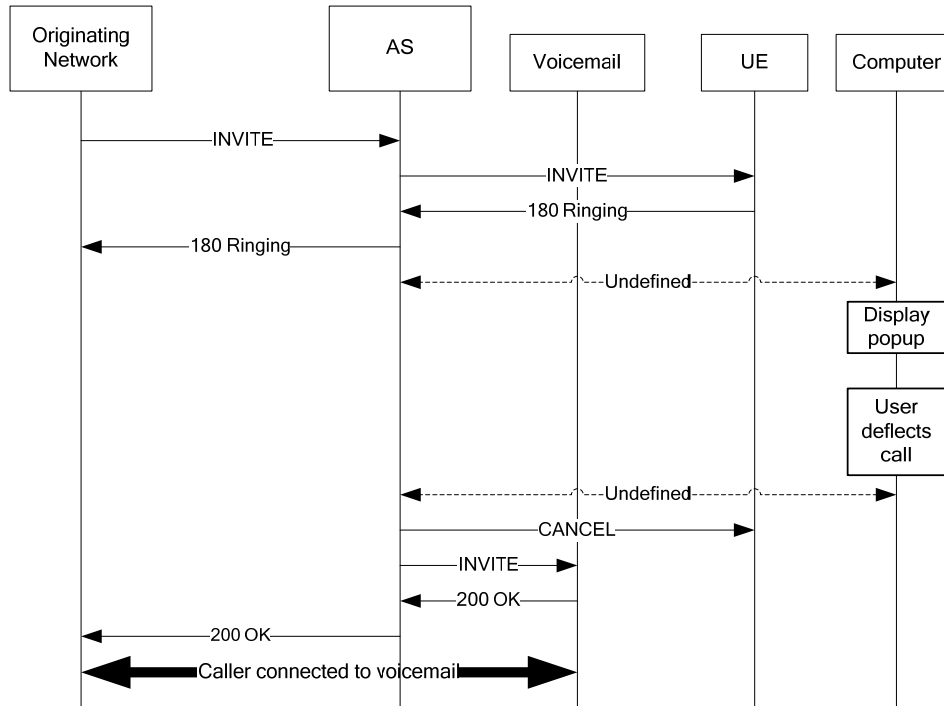 Originating
Network
AS
Voicemail
UE
Computer
INVITE
INVITE
180 Ringing
180 Ringing
Undefined
Display
popup
User
deflects
call
Undefined
CANCEL
INVITE
200 OK
200 OK
Caller connected to voicemail